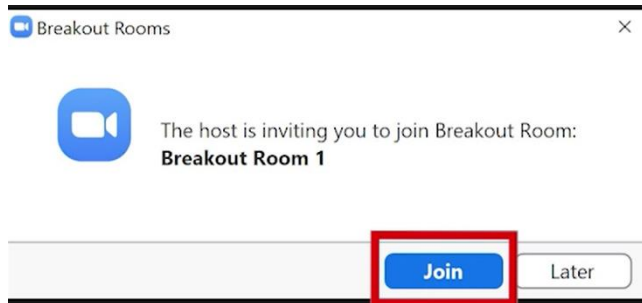 Breakout Rooms
The host is inviting you to join Breakout Room:
Breakout Room 1
Join
Later